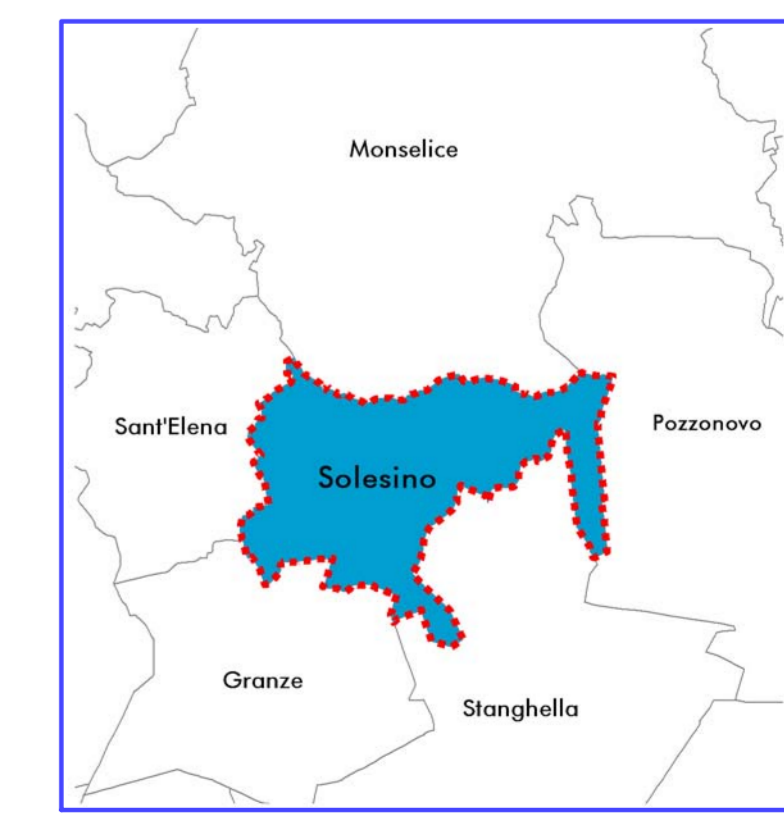 Monselice
Sant'Elena
Pozzonovo
Solesino
Granze
Stanghella